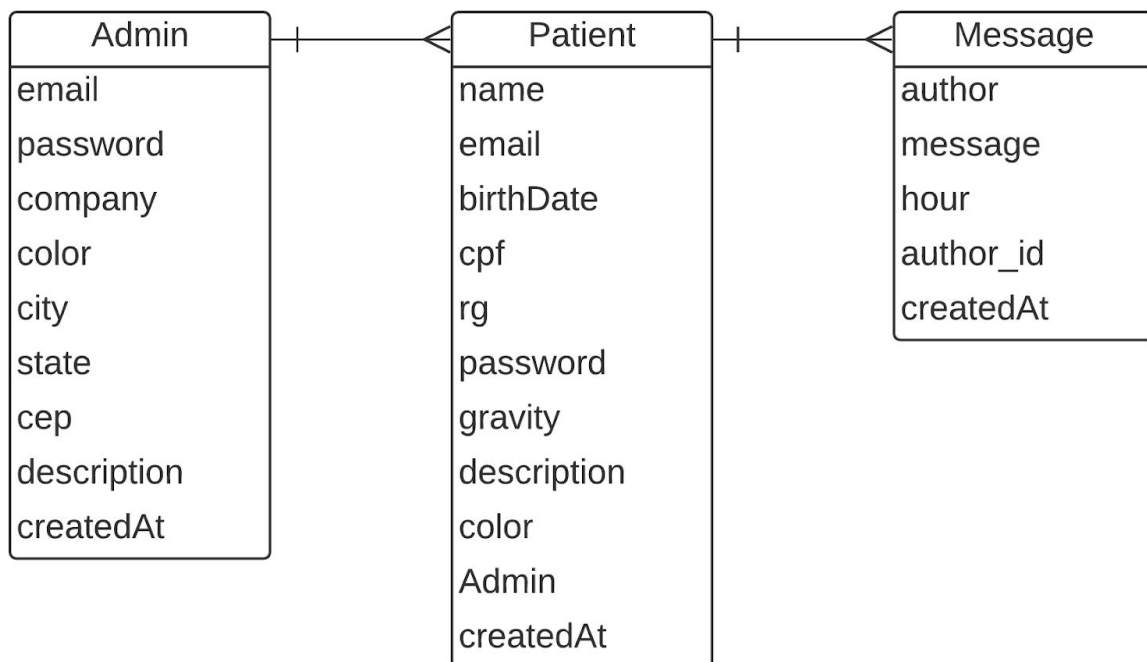 Admin
email
password
company
color
city
state
cep
description
createdAt
Patient
name
email
birthDate
cpf
rg
password
gravity
description
color
Admin
createdAt
Message
author
message
hour
author_id
createdAt